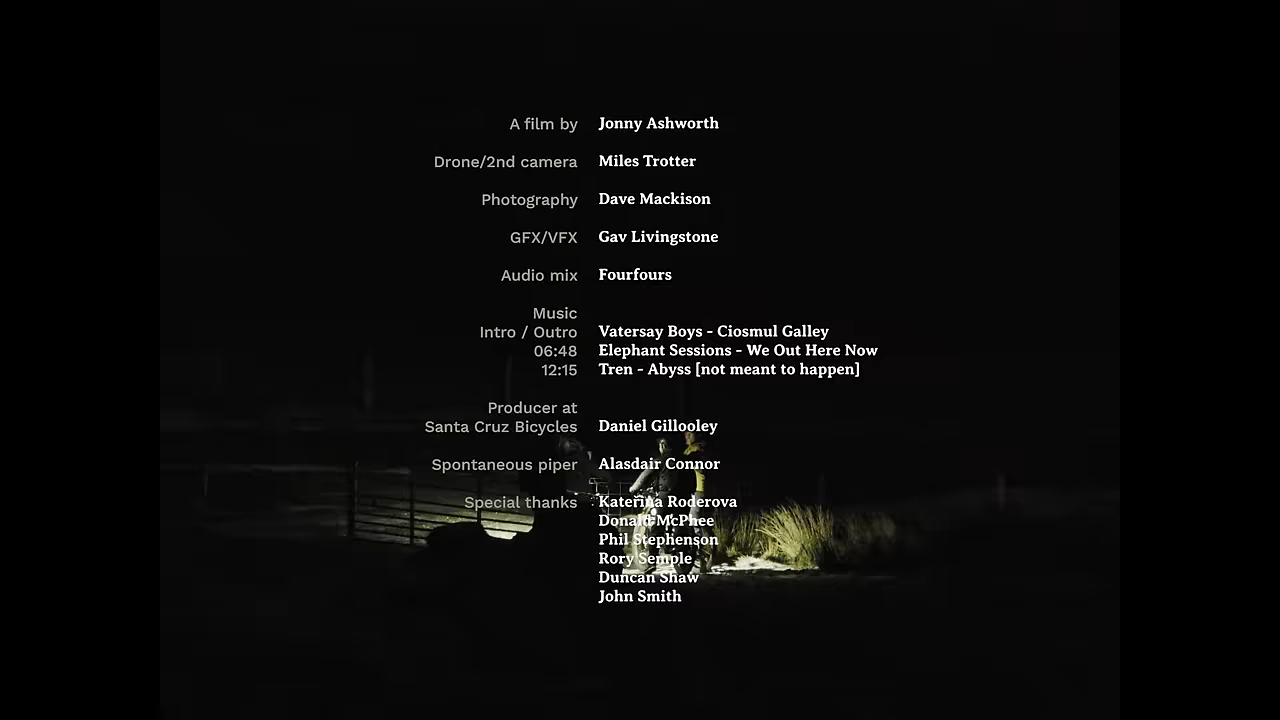 A film by Jonny Ashworth
Drone/2nd camera Miles Trotter
Photography Dave Mackison
GFX/VFX Gav Livingstone
Audio mix Fourfours
Music
Intro / Outro Vatersay Boys - Ciosmul Galley
06:48 Elephant Sessions - We Out Here Now
12:15 Tren - Abyss [not meant to happen]
Producer at
Santa Cruz Bicycles Daniel Gillooley
Spontaneous piper Alasdair Connor
Special thanks Katerina Roderova
Donald McPhee
Phil Stephenson
Rory Semple
Duncan Shaw
John Smith